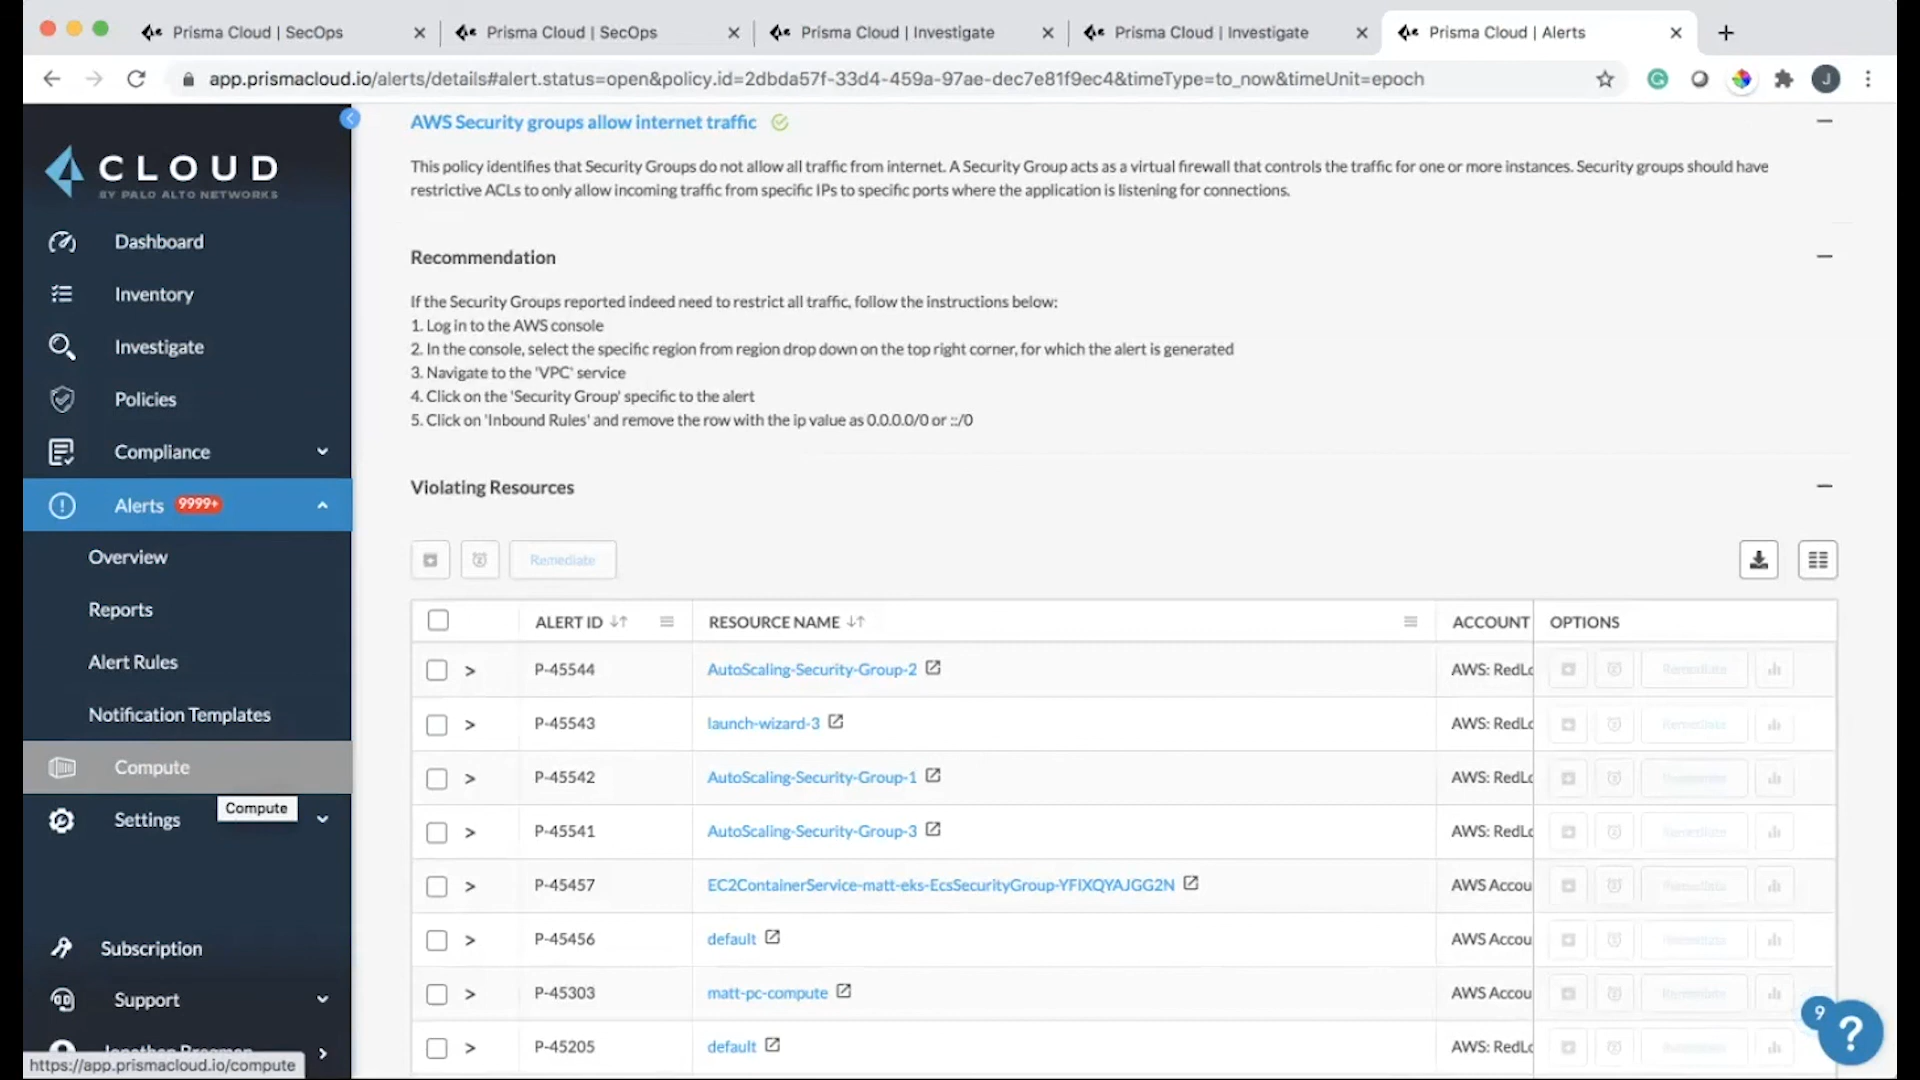 Prisma Cloud | SecOps
Prisma Cloud | SecOps
Prisma Cloud | Investigate
Prisma Cloud | Investigate
Prisma Cloud | Alerts
app.prismacloud.io/alerts/details#alert.status=open&policy.id=2dbda57f-33d4-459a-97ae-dec7e81f9ec4&timeType=to_now&timeUnit=epoch
J
CLOUD
BY PALO ALTO NETWORKS
Dashboard
Inventory
Investigate
Policies
Compliance
Alerts 9999+
Overview
Reports
Alert Rules
Notification Templates
Compute
Compute
Settings
Subscription
Support
https://app.prismacloud.io/compute
AWS Security groups allow internet traffic
This policy identifies that Security Groups do not allow all traffic from internet. A Security Group acts as a virtual firewall that controls the traffic for one or more instances. Security groups should have
restrictive ACLs to only allow incoming traffic from specific IPs to specific ports where the application is listening for connections.
Recommendation
If the Security Groups reported indeed need to restrict all traffic, follow the instructions below:
1. Log in to the AWS console
2. In the console, select the specific region from region drop down on the top right corner, for which the alert is generated
3. Navigate to the 'VPC' service
4. Click on the 'Security Group' specific to the alert
5. Click on 'Inbound Rules' and remove the row with the ip value as 0.0.0.0/0 or ::/0
Violating Resources
Remediate
ALERT ID RESOURCE NAME ACCOUNT OPTIONS
P-45544 AutoScaling-Security-Group-2 AWS: RedLo Remediate
P-45543 launch-wizard-3 AWS: RedLo Remediate
P-45542 AutoScaling-Security-Group-1 AWS: RedLo Remediate
P-45541 AutoScaling-Security-Group-3 AWS: RedLo Remediate
P-45457 EC2ContainerService-matt-eks-EcsSecurityGroup-YFIXQYAJGG2N AWS Accou Remediate
P-45456 default AWS Accou Remediate
P-45303 matt-pc-compute AWS Accou Remediate
P-45205 default AWS: RedLo Remediate
9
?